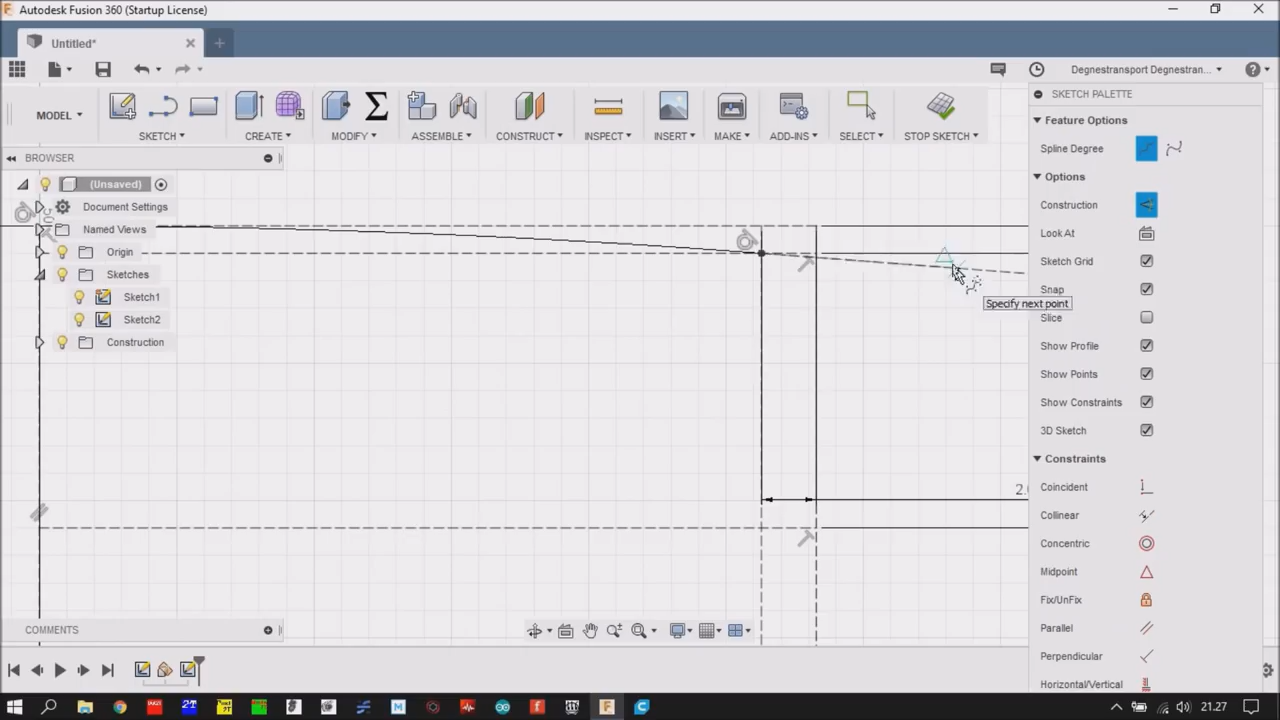 Autodesk Fusion 360 (Startup License)
Untitled*
Degnestransport Degnestran...
MODEL
SKETCH
CREATE
MODIFY
ASSEMBLE
CONSTRUCT
INSPECT
INSERT
MAKE
ADD-INS
SELECT
STOP SKETCH
SKETCH PALETTE
Feature Options
Spline Degree
Options
Construction
Look At
Sketch Grid
Snap
Slice
Show Profile
Show Points
Show Constraints
3D Sketch
Constraints
Coincident
Collinear
Concentric
Midpoint
Fix/UnFix
Parallel
Perpendicular
Horizontal/Vertical
BROWSER
(Unsaved)
Document Settings
Named Views
Origin
Sketches
Sketch1
Sketch2
Construction
50
Specify next point
COMMENTS
21.27